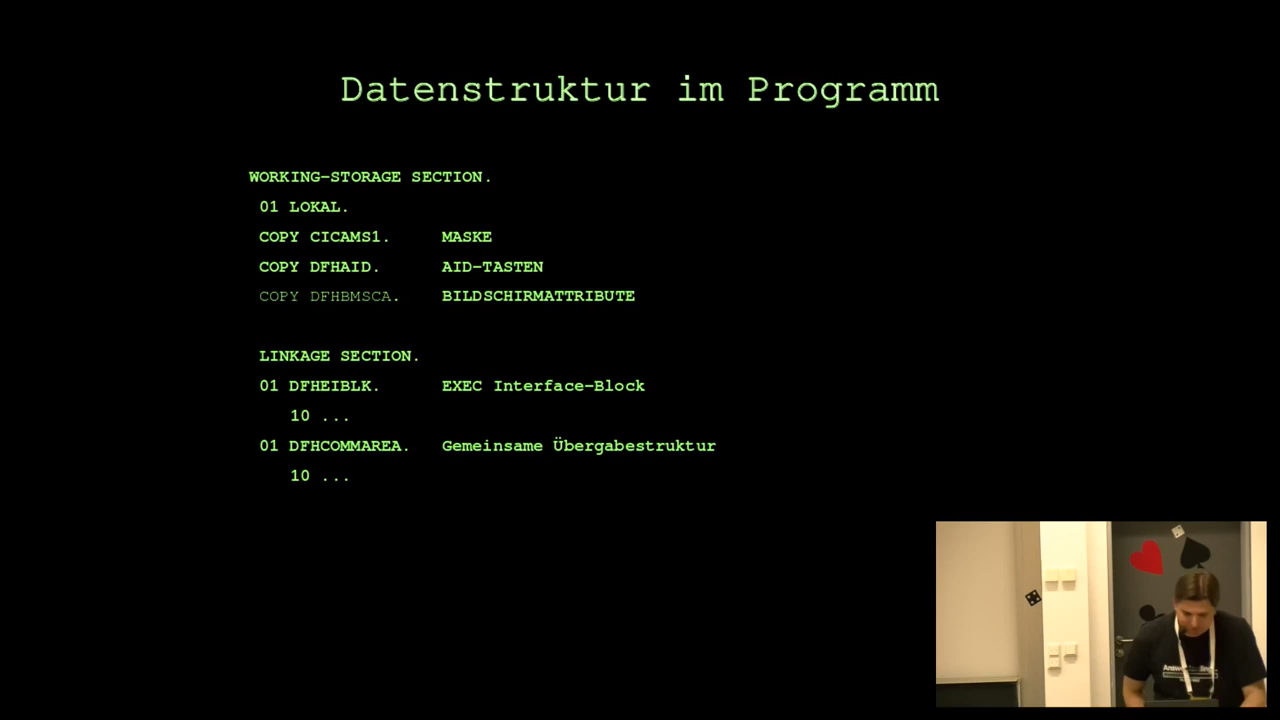 Datenstruktur im Programm
WORKING-STORAGE SECTION.
01 LOKAL.
COPY CICAMS1. MASKE
COPY DFHAID. AID-TASTEN
COPY DFHBMSCA. BILDSCHIRMATTRIBUTE
LINKAGE SECTION.
01 DFHEIBLK. EXEC Interface-Block
10 ...
01 DFHCOMMAREA. Gemeinsame Übergabestruktur
10 ...